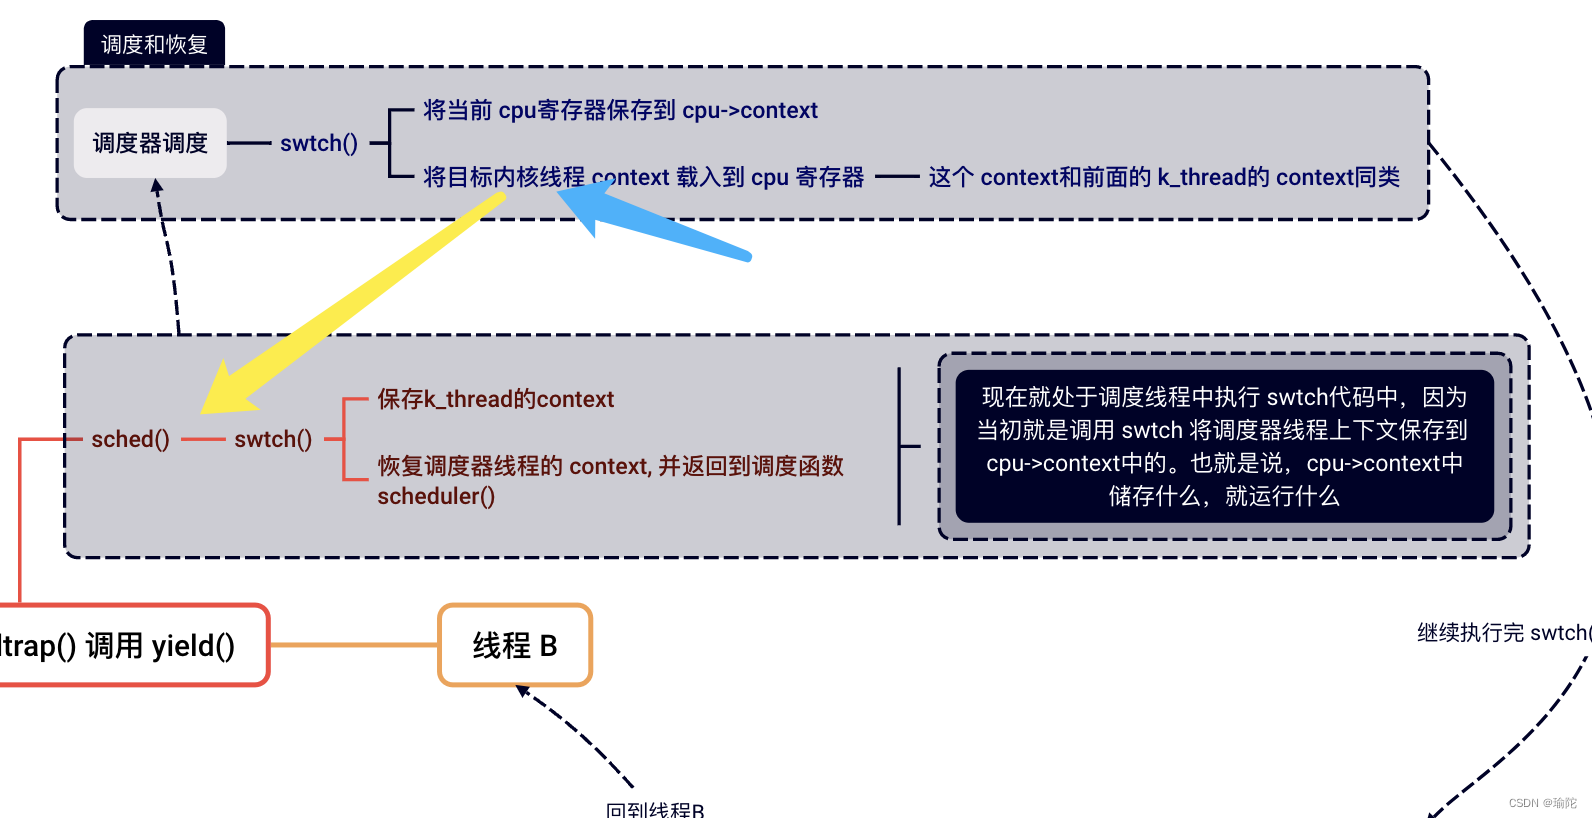 调度和恢复
将当前 cpu寄存器保存到 cpu->context
调度器调度
swtch()
将目标内核线程 context 载入到 cpu 寄存器
这个 context和前面的 k_thread的 context同类
保存k_thread的context
sched()
swtch()
恢复调度器线程的 context, 并返回到调度函数
scheduler()
现在就处于调度线程中执行 swtch代码中，因为
当初就是调用 swtch 将调度器线程上下文保存到
cpu->context中的。也就是说，cpu->context中
储存什么，就运行什么
trap() 调用 yield()
线程 B
继续执行完 swtch(
回到线程B
CSDN @瑜陀